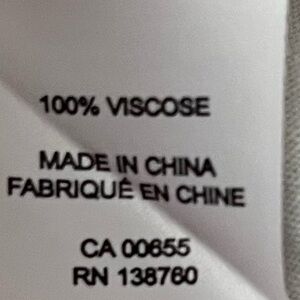 100% VISCOSE
MADE IN CHINA
FABRIQUÉ EN CHINE
CA 00655
RN 138760